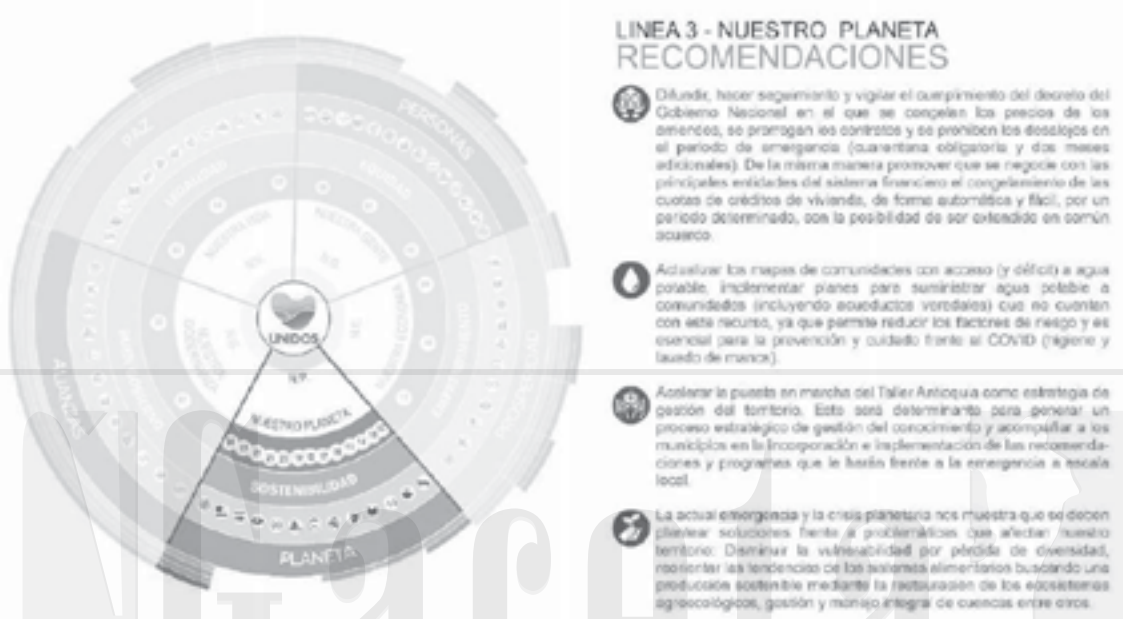 LINEA 3 - NUESTRO PLANETA
RECOMENDACIONES
Difundir, hacer seguimiento y vigilar el cumplimiento del decreto del
Gobierno Nacional en el que se congelan los precios de los
arriendos, se prorrogan los contratos y se prohíben los desalojos en
el periodo de emergencia (cuarentena obligatoria y dos meses
adicionales). De la misma manera promover que se negocie con las
principales entidades del sistema financiero el congelamiento de las
cuotas de créditos de vivienda, de forma automática y fácil, por un
periodo determinado, con la posibilidad de ser extendido en común
acuerdo.
Actualizar los mapas de comunidades con acceso (y déficit) a agua
potable, implementar planes para suministrar agua potable a
comunidades (incluyendo acueductos veredales) que no cuentan
con este recurso, ya que permite reducir los factores de riesgo y es
esencial para la prevención y cuidado frente al COVID (higiene y
lavado de manos).
Acelerar la puesta en marcha del Taller Antioquia como estrategia de
gestión del territorio. Este será determinante para generar un
proceso estratégico de gestión del conocimiento y acompañar a los
municipios en la incorporación e implementación de las recomenda-
ciones y programas que le harán frente a la emergencia a escala
local.
La actual emergencia y la crisis planetaria nos muestra que se deben
plantear soluciones frente a problemáticas que afectan nuestro
territorio: Disminuir la vulnerabilidad por pérdida de diversidad,
reorientar las tendencias de los sistemas alimentarios buscando una
producción sostenible mediante la restauración de los ecosistemas
agroecológicos, gestión y manejo integral de cuencas entre otros.
PAZ
PERSONAS
EQUIDAD
NUESTRA VIDA
NUESTRA GENTE
UNIDOS
N.P.
ALIANZAS
NUESTRO PLANETA
SOSTENIBILIDAD
PLANETA